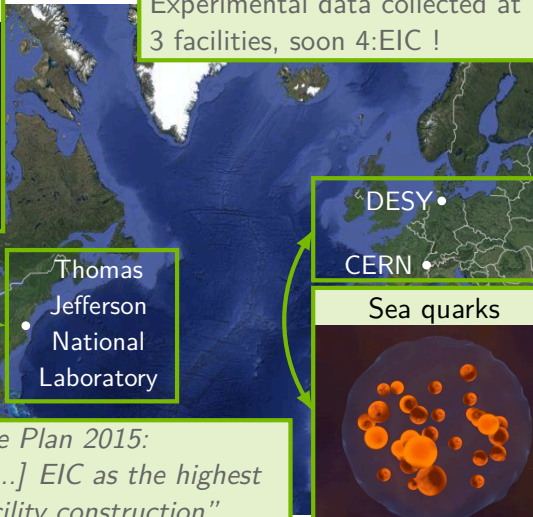 Experimental data collected at
3 facilities, soon 4:EIC !
DESY
CERN
Thomas
Jefferson
National
Laboratory
Sea quarks
Plan 2015:
EIC as the highest
construction"